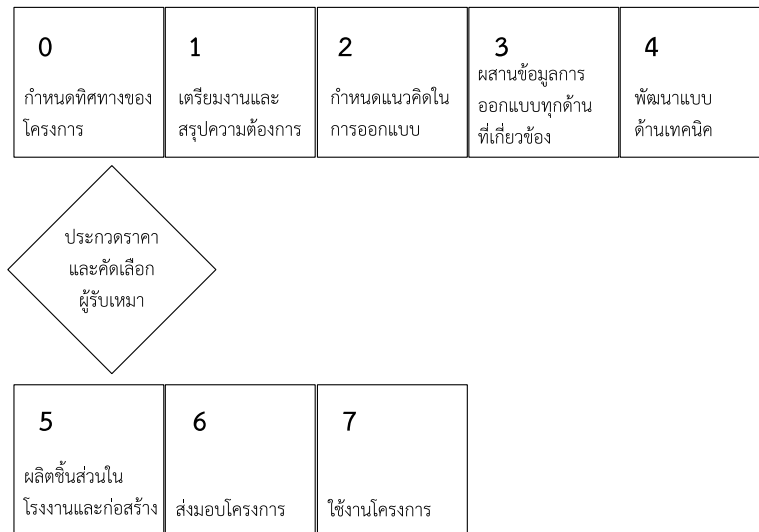 0
กำหนดทิศทางของ
โครงการ
1
เตรียมงานและ
สรุปความต้องการ
2
กำหนดแนวคิดใน
การออกแบบ
3
ผสานข้อมูลการ
ออกแบบทุกด้าน
ที่เกี่ยวข้อง
4
พัฒนาแบบ
ด้านเทคนิค
ประกวดราคา
และคัดเลือก
ผู้รับเหมา
5
ผลิตชิ้นส่วนใน
โรงงานและก่อสร้าง
6
ส่งมอบโครงการ
7
ใช้งานโครงการ